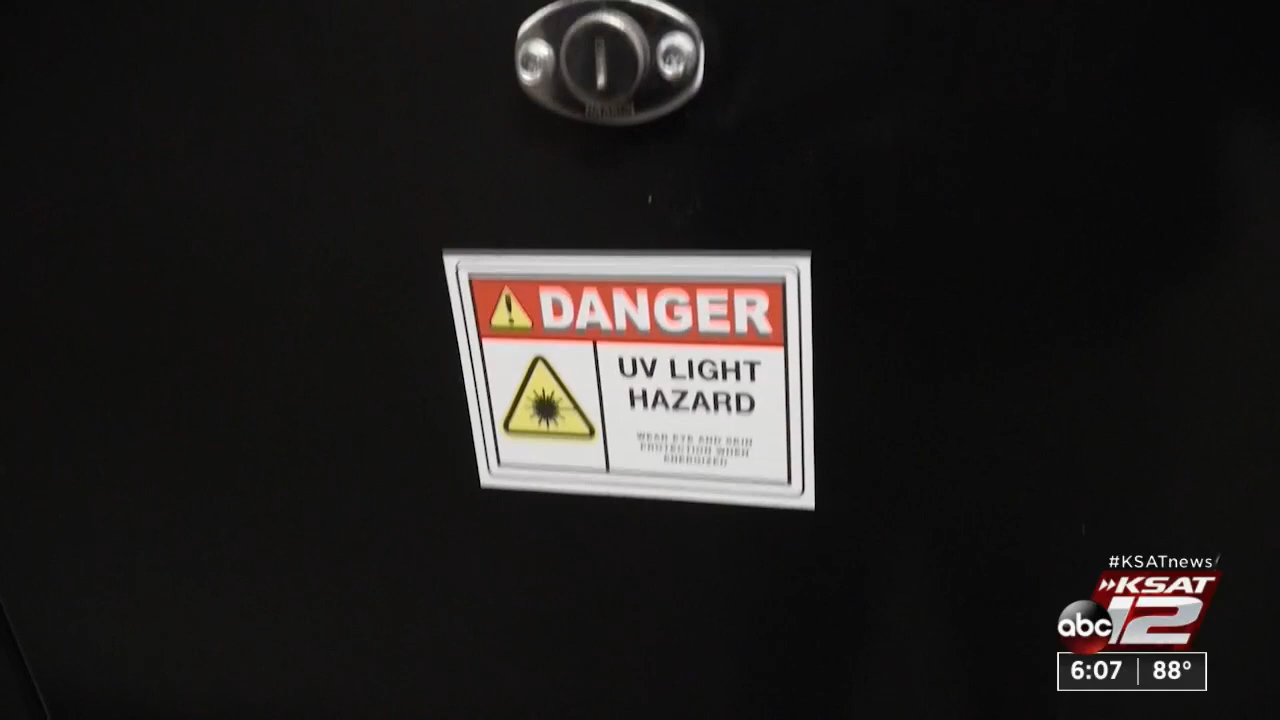 DANGER
UV LIGHT
HAZARD
WEAR EYE AND SKIN
PROTECTION WHEN
ENERGIZED
#KSATnews
KSAT
abc 12
6:07 88°